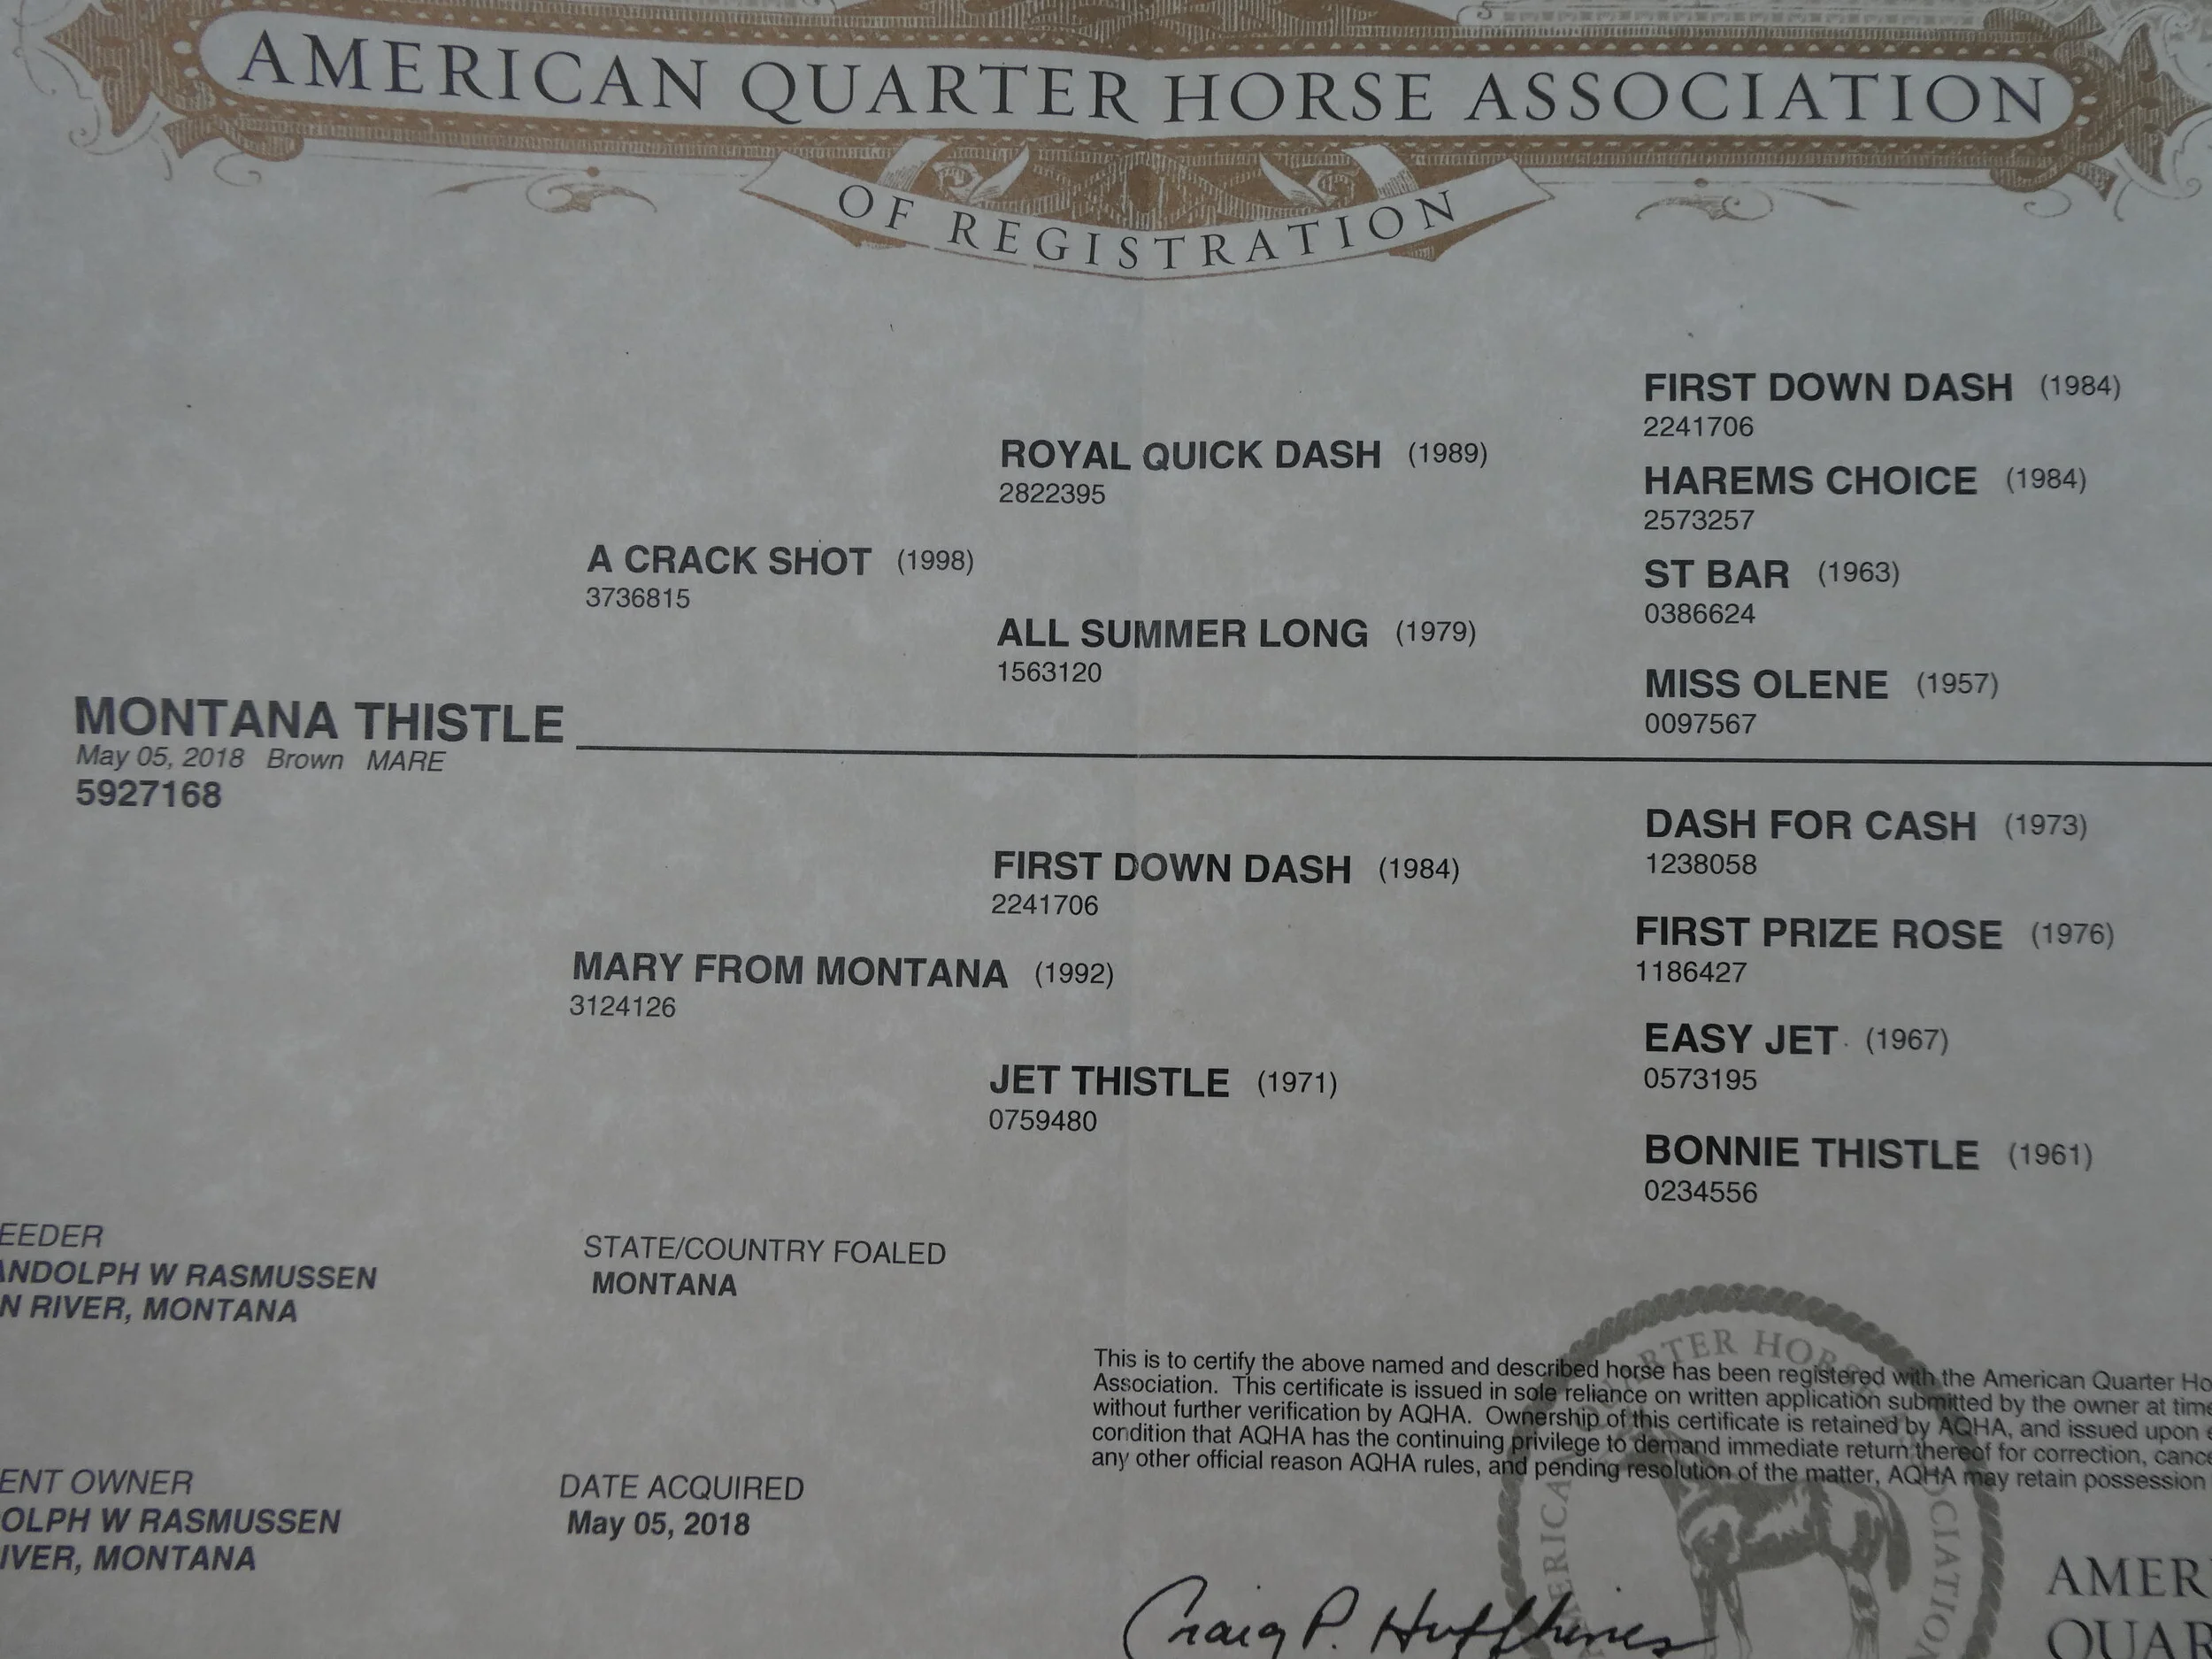 AMERICAN QUARTER HORSE ASSOCIATION
OF REGISTRATION
FIRST DOWN DASH (1984)
2241706
ROYAL QUICK DASH (1989)
2822395
HAREMS CHOICE (1984)
2573257
A CRACK SHOT (1998)
3736815
ST BAR (1963)
0386624
ALL SUMMER LONG (1979)
1563120
MISS OLENE (1957)
0097567
MONTANA THISTLE
May 05, 2018 Brown MARE
5927168
DASH FOR CASH (1973)
1238058
FIRST DOWN DASH (1984)
2241706
FIRST PRIZE ROSE (1976)
1186427
MARY FROM MONTANA (1992)
3124126
EASY JET (1967)
0573195
JET THISTLE (1971)
0759480
BONNIE THISTLE (1961)
0234556
EEDER
ANDOLPH W RASMUSSEN
N RIVER, MONTANA
STATE/COUNTRY FOALED
MONTANA
This is to certify the above named and described horse has been registered with the American Quarter Ho
Association. This certificate is issued in sole reliance on written application submitted by the owner at time
without further verification by AQHA. Ownership of this certificate is retained by AQHA, and issued upon
condition that AQHA has the continuing privilege to demand immediate return thereof for correction, cance
any other official reason AQHA rules, and pending resolution of the matter, AQHA may retain possession
ENT OWNER
OLPH W RASMUSSEN
IVER, MONTANA
DATE ACQUIRED
May 05, 2018
Craig P. Huffhines
AMERICAN QUARTER HORSE ASSOCIATION
AMER
QUAR